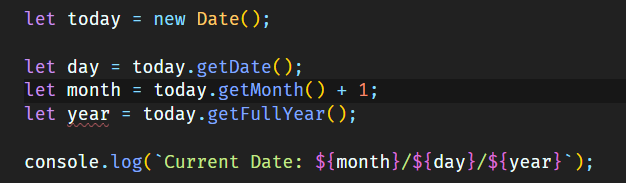 let today = new Date();
let day = today.getDate();
let month = today.getMonth() + 1;
let year = today.getFullYear();
console.log(`Current Date: ${month}/${day}/${year}`);